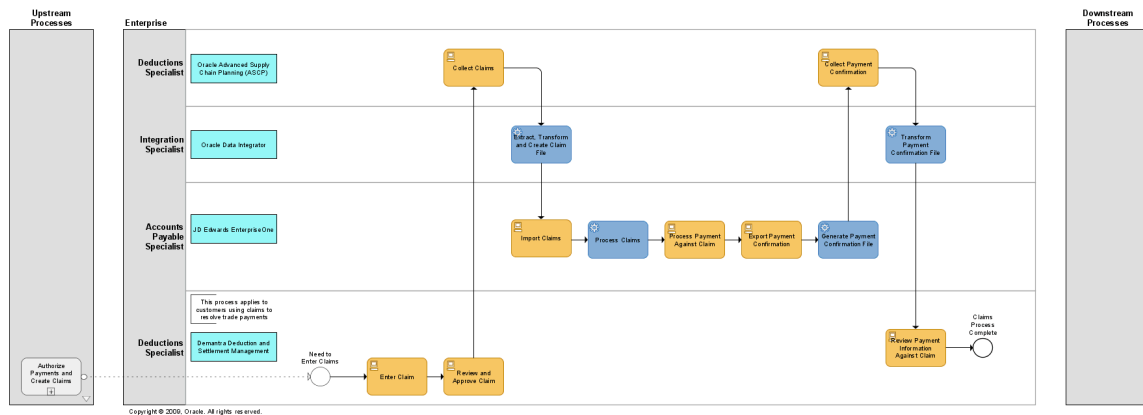 Upstream
Processes
Enterprise
Downstream
Processes
Deductions
Specialist
Oracle Advanced Supply
Chain Planning (ASCP)
Collect Claims
Collect Payment
Confirmation
Integration
Specialist
Oracle Data Integrator
Extract, Transform
and Create Claim
File
Transform
Payment
Confirmation File
Accounts
Payable
Specialist
JD Edwards EnterpriseOne
Import Claims
Process Claims
Process Payment
Against Claim
Export Payment
Confirmation
Generate Payment
Confirmation File
This process applies to
customers using claims to
resolve trade payments
Deductions
Specialist
Demantra Deduction and
Settlement Management
Need to
Enter Claims
Enter Claim
Review and
Approve Claim
Review Payment
Information
Against Claim
Claims
Process
Complete
Authorize
Payments and
Create Claims
Copyright © 2009, Oracle. All rights reserved.